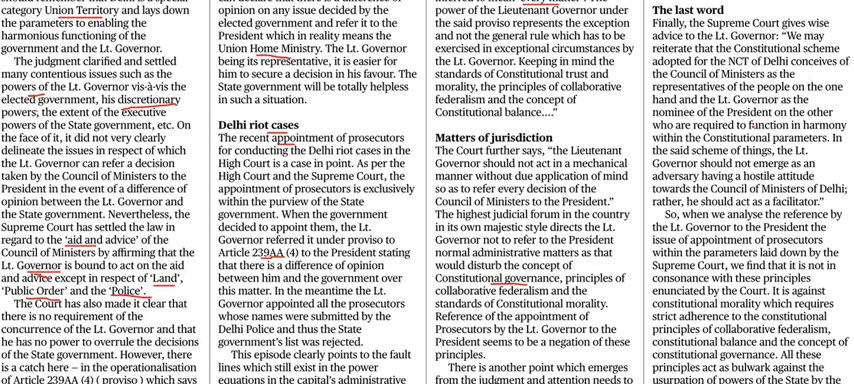 category Union Territory and lays down
the parameters to enabling the
harmonious functioning of the
government and the Lt. Governor.
The judgment clarified and settled
many contentious issues such as the
powers of the Lt. Governor vis-à-vis the
elected government, his discretionary
powers, the extent of the executive
powers of the State government, etc. On
the face of it, it did not very clearly
delineate the issues in respect of which
the Lt. Governor can refer a decision
taken by the Council of Ministers to the
President in the event of a difference of
opinion between the Lt. Governor and
the State government. Nevertheless, the
Supreme Court has settled the law in
regard to the ‘aid and advice’ of the
Council of Ministers by affirming that the
Lt. Governor is bound to act on the aid
and advice except in respect of ‘Land’,
‘Public Order’ and the ‘Police’.
The Court has also made it clear that
there is no requirement of the
concurrence of the Lt. Governor and that
he has no power to overrule the decisions
of the State government. However, there
is a catch here – in the operationalisation
of Article 239AA (4) ( proviso ) which says
opinion on any issue decided by the
elected government and refer it to the
President which in reality means the
Union Home Ministry. The Lt. Governor
being its representative, it is easier for
him to secure a decision in his favour. The
State government will be totally helpless
in such a situation.
Delhi riot cases
The recent appointment of prosecutors
for conducting the Delhi riot cases in the
High Court is a case in point. As per the
High Court and the Supreme Court, the
appointment of prosecutors is exclusively
within the purview of the State
government. When the government
decided to appoint them, the Lt.
Governor referred it under proviso to
Article 239AA (4) to the President stating
that there is a difference of opinion
between him and the government over
this matter. In the meantime the Lt.
Governor appointed all the prosecutors
whose names were submitted by the
Delhi Police and thus the State
government’s list was rejected.
This episode clearly points to the fault
lines which still exist in the power
equations in the capital’s administrative
power of the Lieutenant Governor under
the said proviso represents the exception
and not the general rule which has to be
exercised in exceptional circumstances by
the Lt. Governor. Keeping in mind the
standards of Constitutional trust and
morality, the principles of collaborative
federalism and the concept of
Constitutional balance....”
Matters of jurisdiction
The Court further says, “the Lieutenant
Governor should not act in a mechanical
manner without due application of mind
so as to refer every decision of the
Council of Ministers to the President.”
The highest judicial forum in the country
in its own majestic style directs the Lt.
Governor not to refer to the President
normal administrative matters as that
would disturb the concept of
Constitutional governance, principles of
collaborative federalism and the
standards of Constitutional morality.
Reference of the appointment of
Prosecutors by the Lt. Governor to the
President seems to be a negation of these
principles.
There is another point which emerges
from the judgment and attention needs to
The last word
Finally, the Supreme Court gives wise
advice to the Lt. Governor: “We may
reiterate that the Constitutional scheme
adopted for the NCT of Delhi conceives of
the Council of Ministers as the
representatives of the people on the one
hand and the Lt. Governor as the
nominee of the President on the other
who are required to function in harmony
within the Constitutional parameters. In
the said scheme of things, the Lt.
Governor should not emerge as an
adversary having a hostile attitude
towards the Council of Ministers of Delhi;
rather, he should act as a facilitator.”
So, when we analyse the reference by
the Lt. Governor to the President the
issue of appointment of prosecutors
within the parameters laid down by the
Supreme Court, we find that it is not in
consonance with these principles
enunciated by the Court. It is against
constitutional morality which requires
strict adherence to the constitutional
principles of collaborative federalism,
constitutional balance and the concept of
constitutional governance. All these
principles act as bulwark against the
usurpation of powers of the State by the